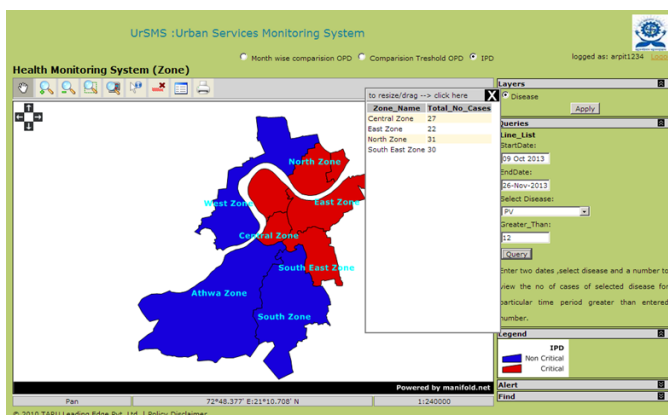 UrSMS :Urban Services Monitoring System
Month wise comparision OPD Comparision Treshold OPD IPD
logged as: arpit1234 Logout
Health Monitoring System (Zone)
to resize/drag --> click here X
Zone_Name Total_No_Cases
Central Zone 27
East Zone 22
North Zone 31
South East Zone 30
North Zone
West Zone
East Zone
Central Zone
South East Zone
Athwa Zone
South Zone
Powered by manifold.net
Pan 72°48.377' E:21°10.708' N 1:240000
© 2010 TARU Leading Edge Pvt. Ltd. | Policy Disclaimer
Layers
Disease
Apply
Queries
Line_List
StartDate:
09 Oct 2013
EndDate:
26-Nov-2013
Select Disease:
PV
Greater_Than:
12
Query
Enter two dates ,select disease and a number to
view the no of cases of selected disease for
particular time period greater than entered
number.
Legend
IPD
Non Critical
Critical
Alert
Find